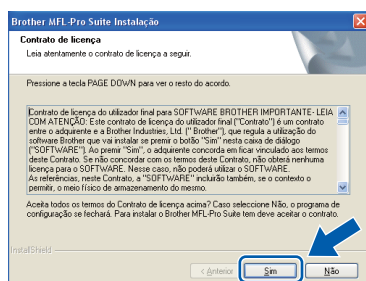 Brother MFL-Pro Suite Instalação
Contrato de licença
Leia atentamente o contrato de licença a seguir.
Pressione a tecla PAGE DOWN para ver o resto do acordo.
Contrato de licença do utilizador final para SOFTWARE BROTHER IMPORTANTE- LEIA
COM ATENÇÃO: Este contrato de licença do utilizador final ("Contrato") é um contrato
entre o adquirente e a Brother Industries, Ltd. (" Brother"), que regula a utilização do
software Brother que vai instalar se premir o botão "Sim" nesta caixa de diálogo
("SOFTWARE"). Ao premir "Sim", o adquirente concorda em ficar vinculado aos termos
deste Contrato. Se não concordar com os termos deste Contrato, não obterá nenhuma
licença para o SOFTWARE. Nesse caso, não poderá utilizar o SOFTWARE.
As referências, neste Contrato, a "SOFTWARE" incluirão também, se o contexto o
permitir, o meio físico de armazenamento do mesmo.
Aceita todos os termos do Contrato de licença acima? Caso seleccione Não, o programa de
configuração se fechará. Para instalar o Brother MFL-Pro Suite tem deve aceitar o contrato.
InstallShield
< Anterior
Sim
Não